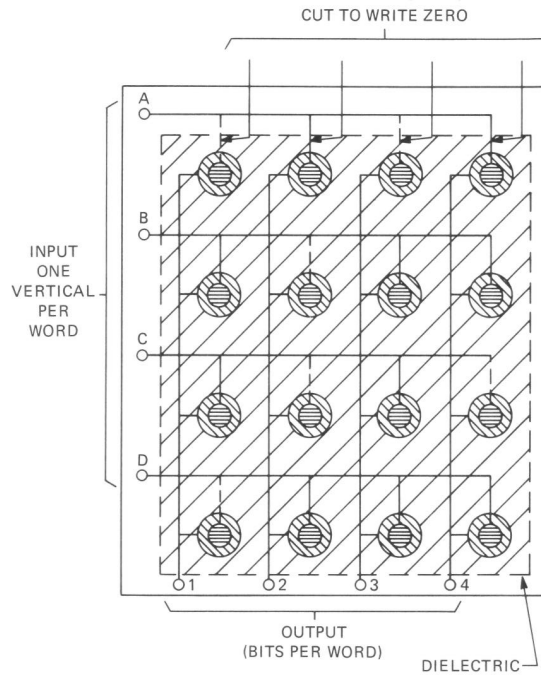 CUT TO WRITE ZERO
A
B
INPUT
ONE
VERTICAL
PER
WORD
C
D
1 2 3 4
OUTPUT
(BITS PER WORD)
DIELECTRIC